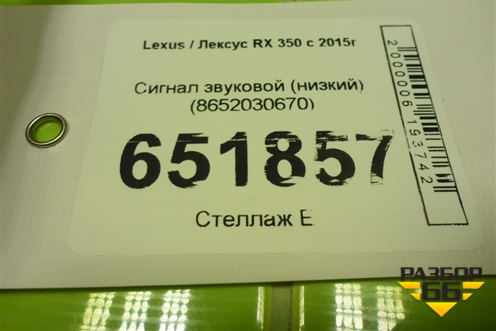 Lexus / Лексус RX 350 с 2015г
Сигнал звуковой (низкий)
(8652030670)
651857
Стеллаж E
2000006193742
РАЗБОР
66